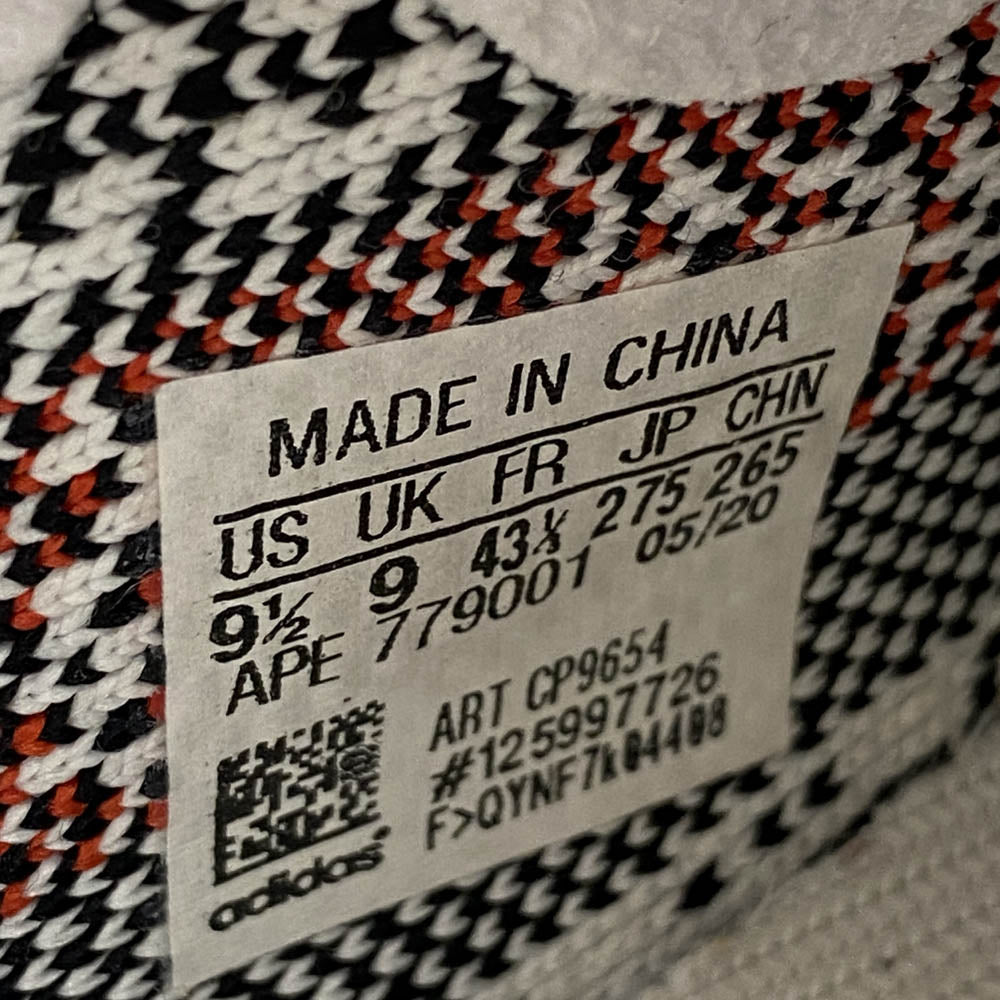 MADE IN CHINA
US UK FR JP CHN
9½ 9 43⅓ 275 265
APE 779001 05/20
ART CP9654
#125997726
F>QYNF7k04408
adidas